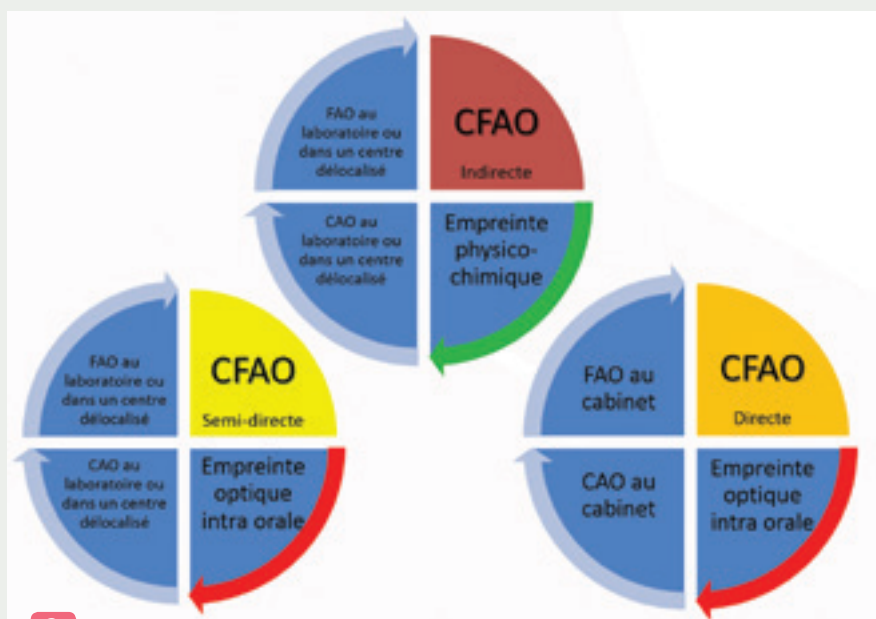 FAO au
laboratoire ou
dans un centre
délocalisé
CFAO
Indirecte
CAO au
laboratoire ou
dans un centre
délocalisé
Empreinte
physico-
chimique
FAO au
laboratoire ou
dans un centre
délocalisé
CFAO
Semi-directe
CAO au
laboratoire ou
dans un centre
délocalisé
Empreinte
optique
intra orale
FAO au
cabinet
CFAO
Directe
CAO au
cabinet
Empreinte
optique
intra orale